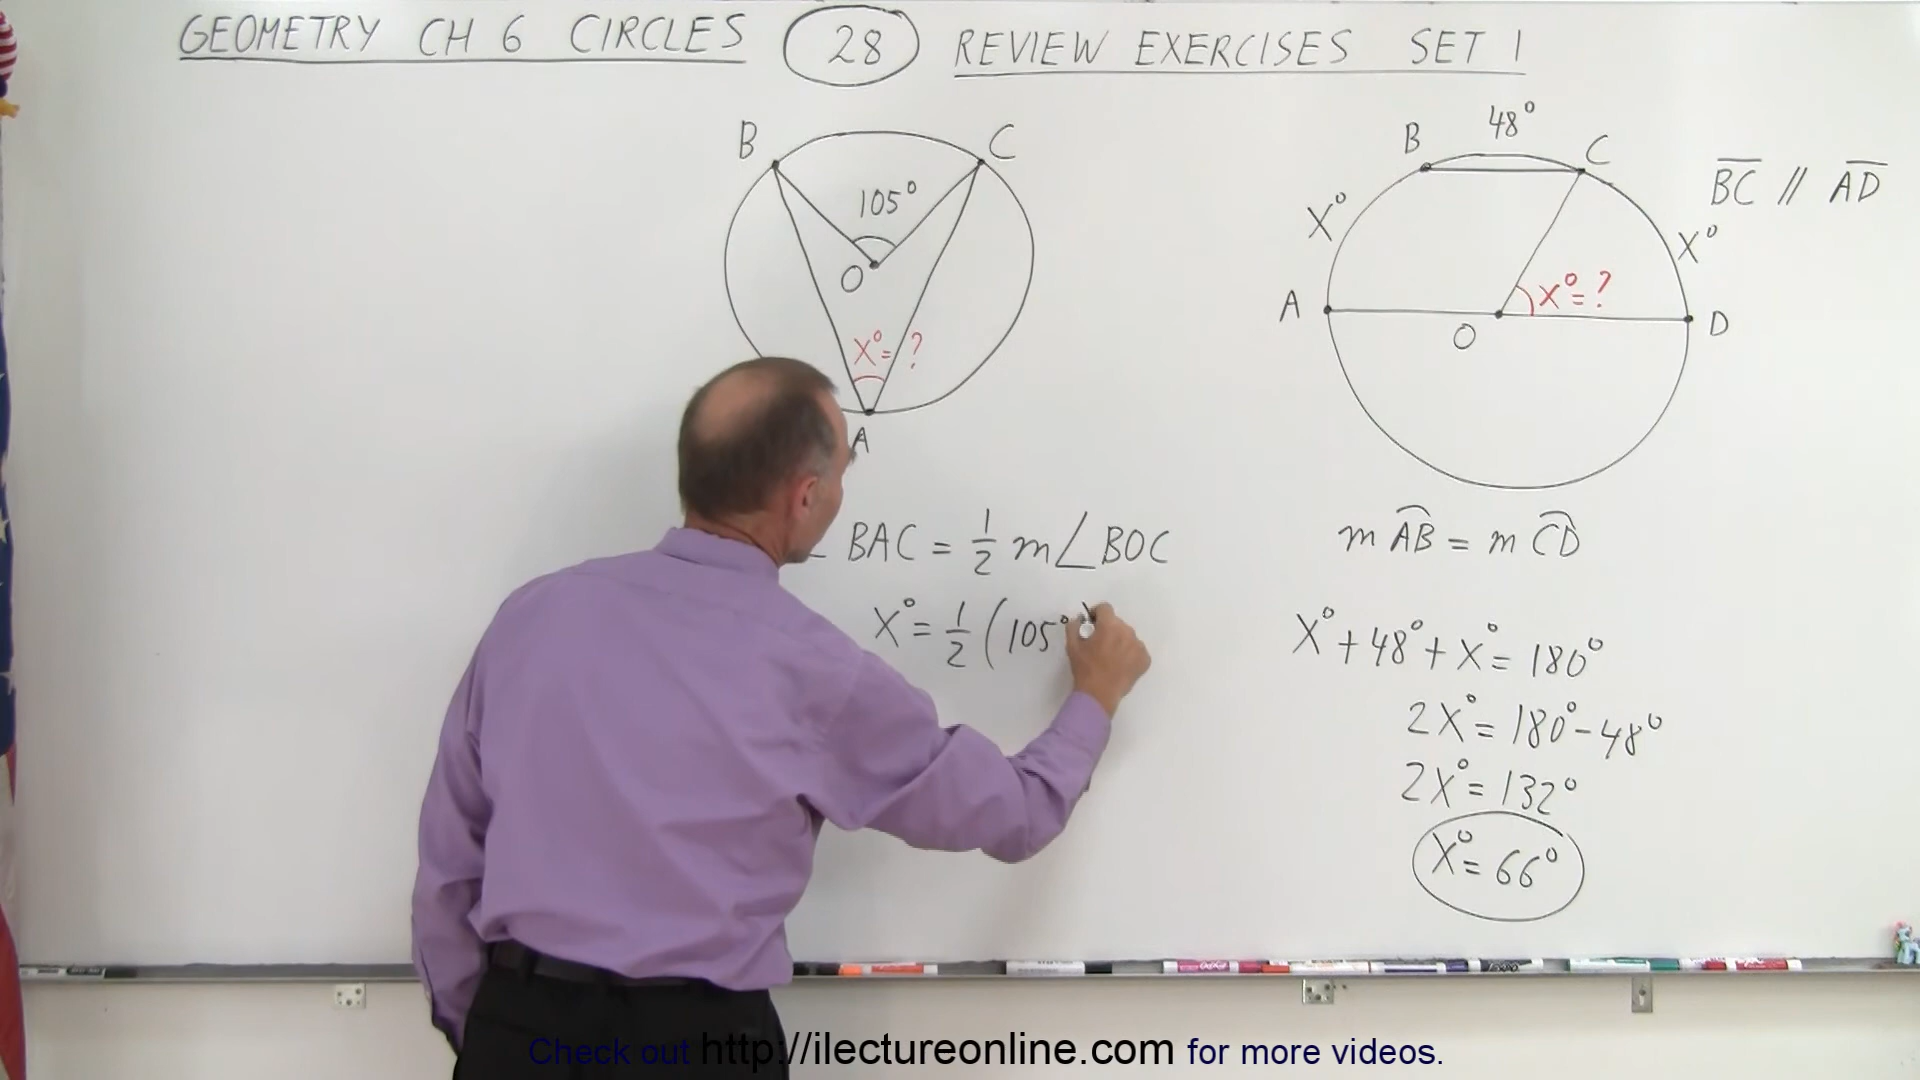 GEOMETRY CH 6 CIRCLES 28 REVIEW EXERCISES SET 1
B C
105°
O
X° = ?
A
BAC = 1/2 m∠BOC
X° = 1/2 (105°)
B 48° C
BC // AD
X° X°
A O X° = ? D
m AB = m CD
X° + 48° + X° = 180°
2X° = 180° - 48°
2X° = 132°
X° = 66°
Check out http://ilectureonline.com for more videos.